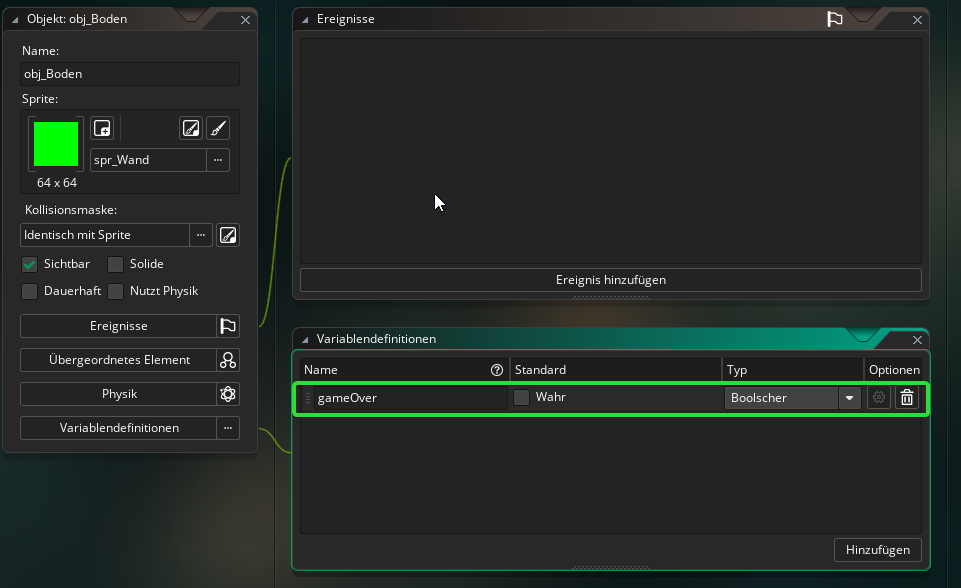 Objekt: obj_Boden
Name:
obj_Boden
Sprite:
spr_Wand
...
64 x 64
Kollisionsmaske:
Identisch mit Sprite
...
Sichtbar
Solide
Dauerhaft
Nutzt Physik
Ereignisse
Übergeordnetes Element
Physik
Variablendefinitionen
...
Ereignisse
Ereignis hinzufügen
Variablendefinitionen
Name
Standard
Typ
Optionen
gameOver
Wahr
Boolscher
Hinzufügen